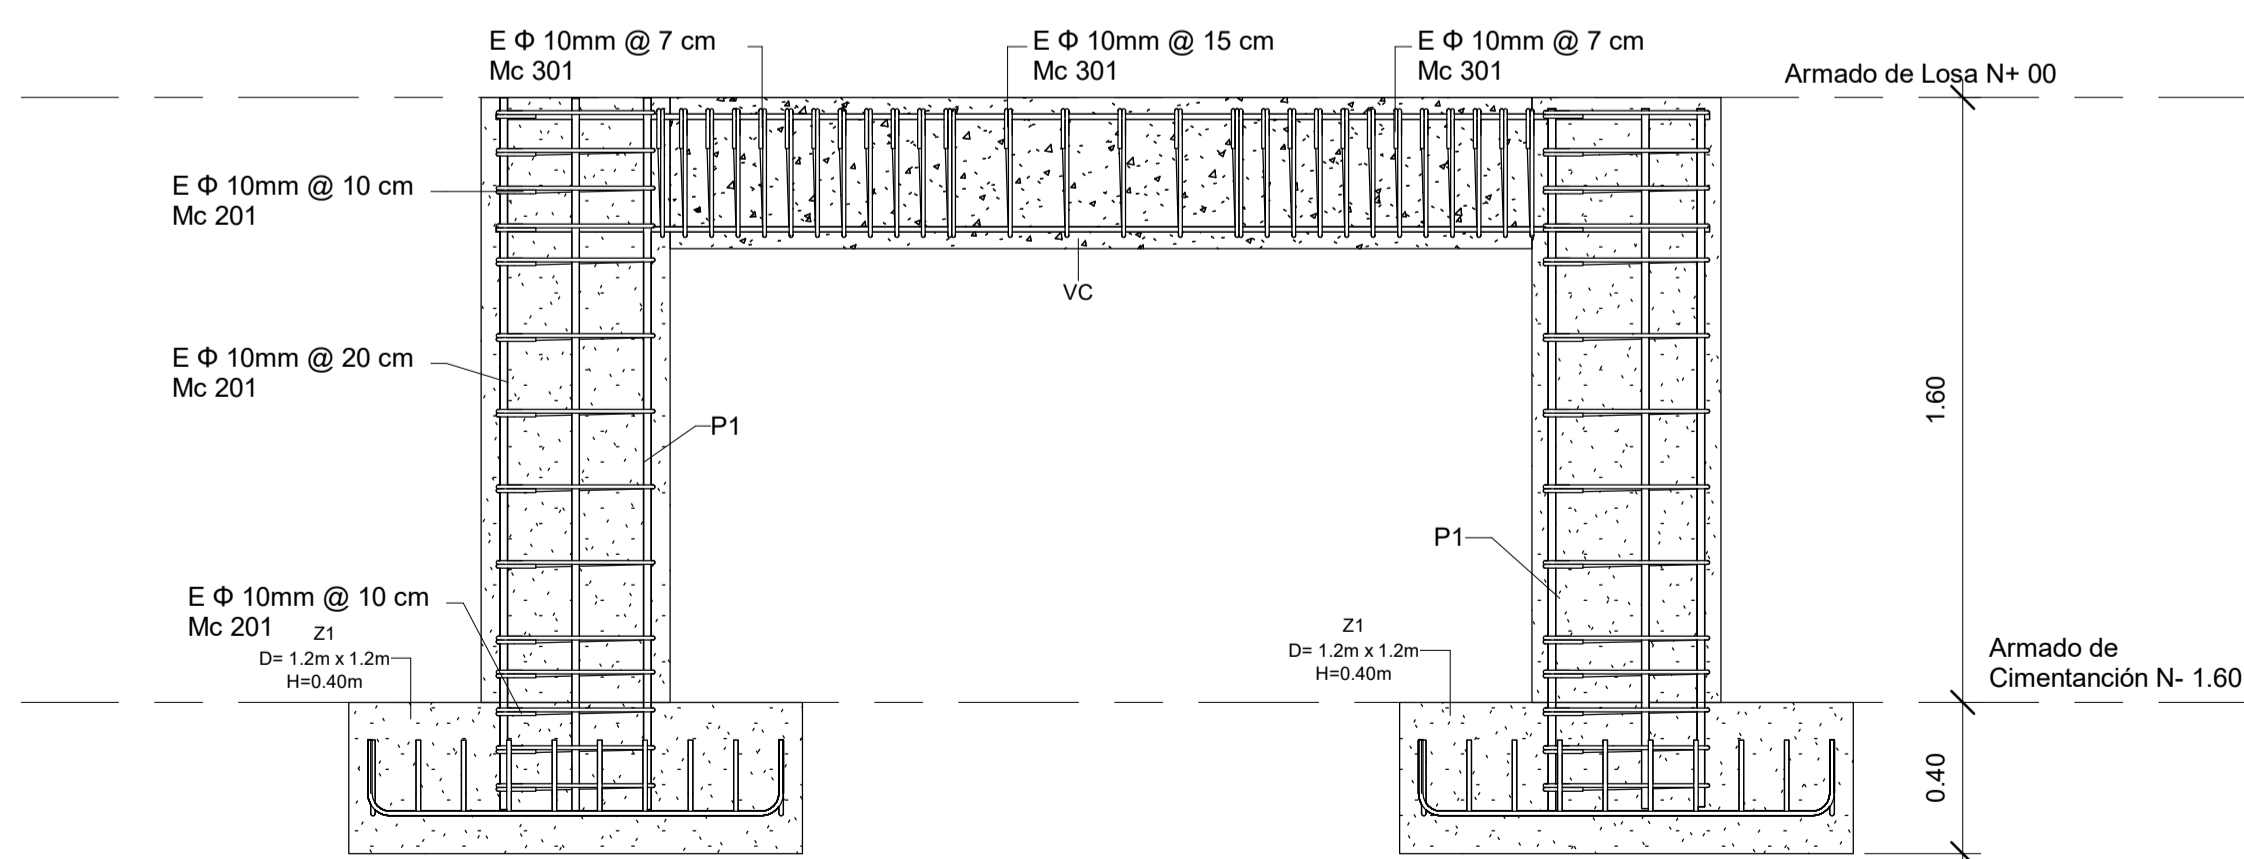 E Φ 10mm @ 7 cm
Mc 301
E Φ 10mm @ 15 cm
Mc 301
E Φ 10mm @ 7 cm
Mc 301
Armado de Losa N+ 00
E Φ 10mm @ 10 cm
Mc 201
VC
E Φ 10mm @ 20 cm
Mc 201
1.60
P1
P1
E Φ 10mm @ 10 cm
Mc 201
Z1
D= 1.2m x 1.2m
H=0.40m
Z1
D= 1.2m x 1.2m
H=0.40m
Armado de
Cimentanción N- 1.60
0.40